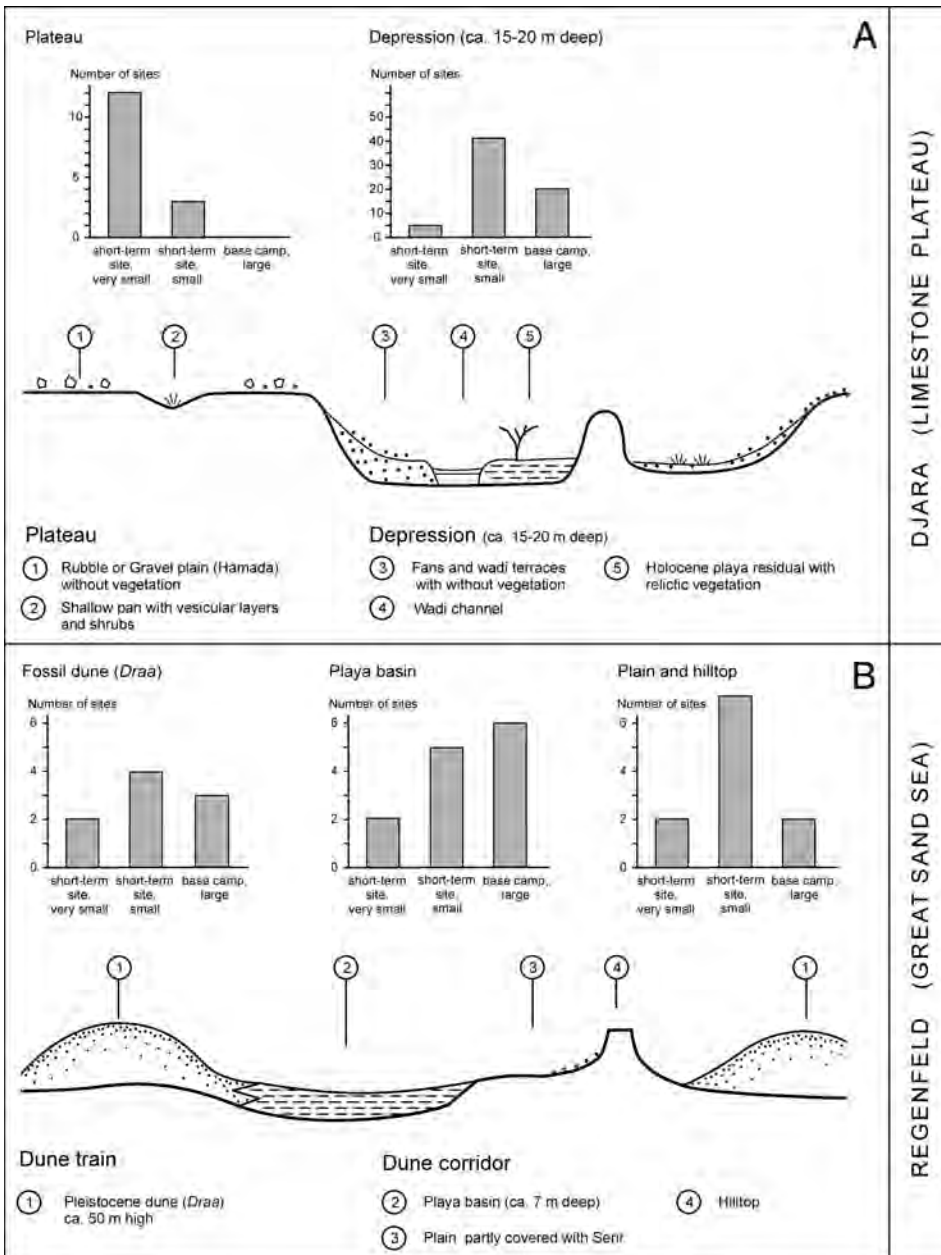 A
Plateau
Depression (ca. 15-20 m deep)
Number of sites
10
5
0
short-term site, very small
short-term site, small
base camp, large
Number of sites
50
40
30
20
10
0
short-term site, very small
short-term site, small
base camp, large
1
2
3
4
5
Plateau
1 Rubble or Gravel plain (Hamada)
without vegetation
2 Shallow pan with vesicular layers
and shrubs
Depression (ca. 15-20 m deep)
3 Fans and wadi terraces
with without vegetation
4 Wadi channel
5 Holocene playa residual with
relictic vegetation
DJARA (LIMESTONE PLATEAU)
B
Fossil dune (Draa)
Playa basin
Plain and hilltop
Number of sites
6
4
2
0
short-term site, very small
short-term site, small
base camp, large
Number of sites
6
4
2
0
short-term site, very small
short-term site, small
base camp, large
Number of sites
6
4
2
0
short-term site, very small
short-term site, small
base camp, large
1
2
3
4
1
Dune train
1 Pleistocene dune (Draa)
ca. 50 m high
Dune corridor
2 Playa basin (ca. 7 m deep)
3 Plain partly covered with Serir
4 Hilltop
REGENFELD (GREAT SAND SEA)